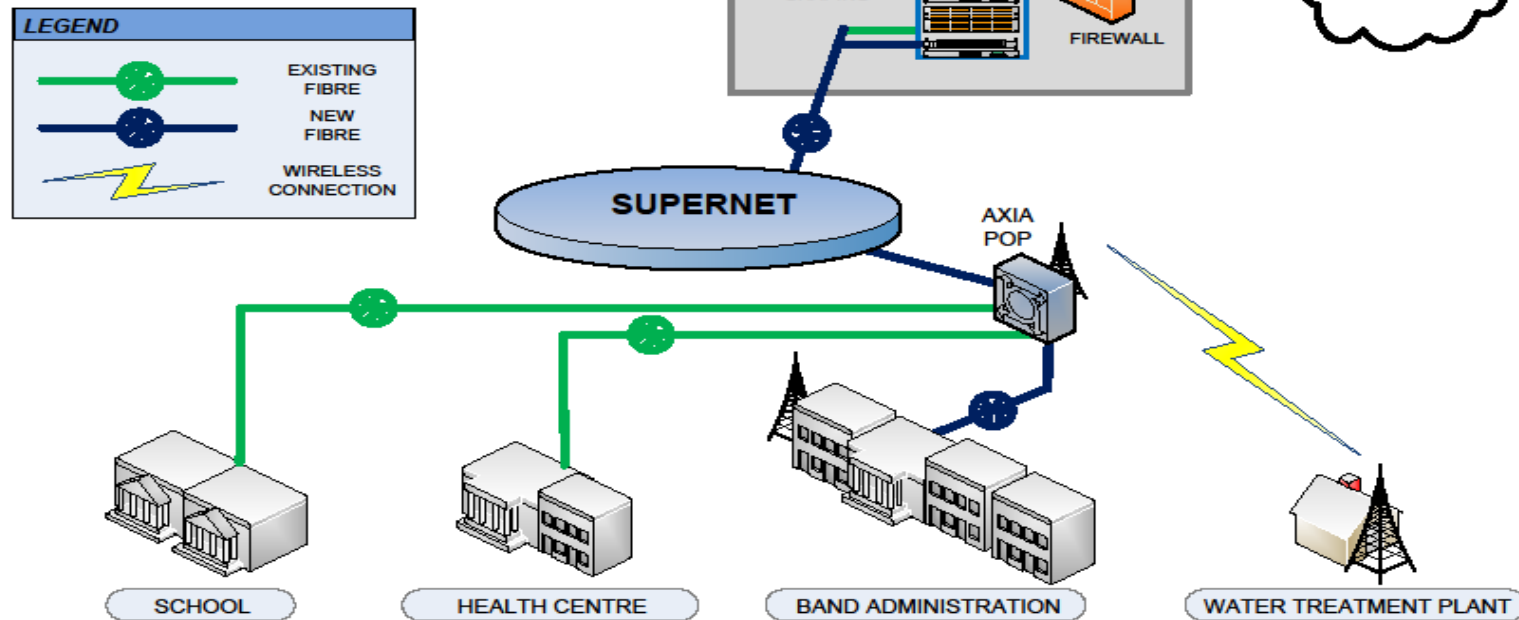 LEGEND
EXISTING
FIBRE
NEW
FIBRE
WIRELESS
CONNECTION
FIREWALL
SUPERNET
AXIA
POP
SCHOOL
HEALTH CENTRE
BAND ADMINISTRATION
WATER TREATMENT PLANT